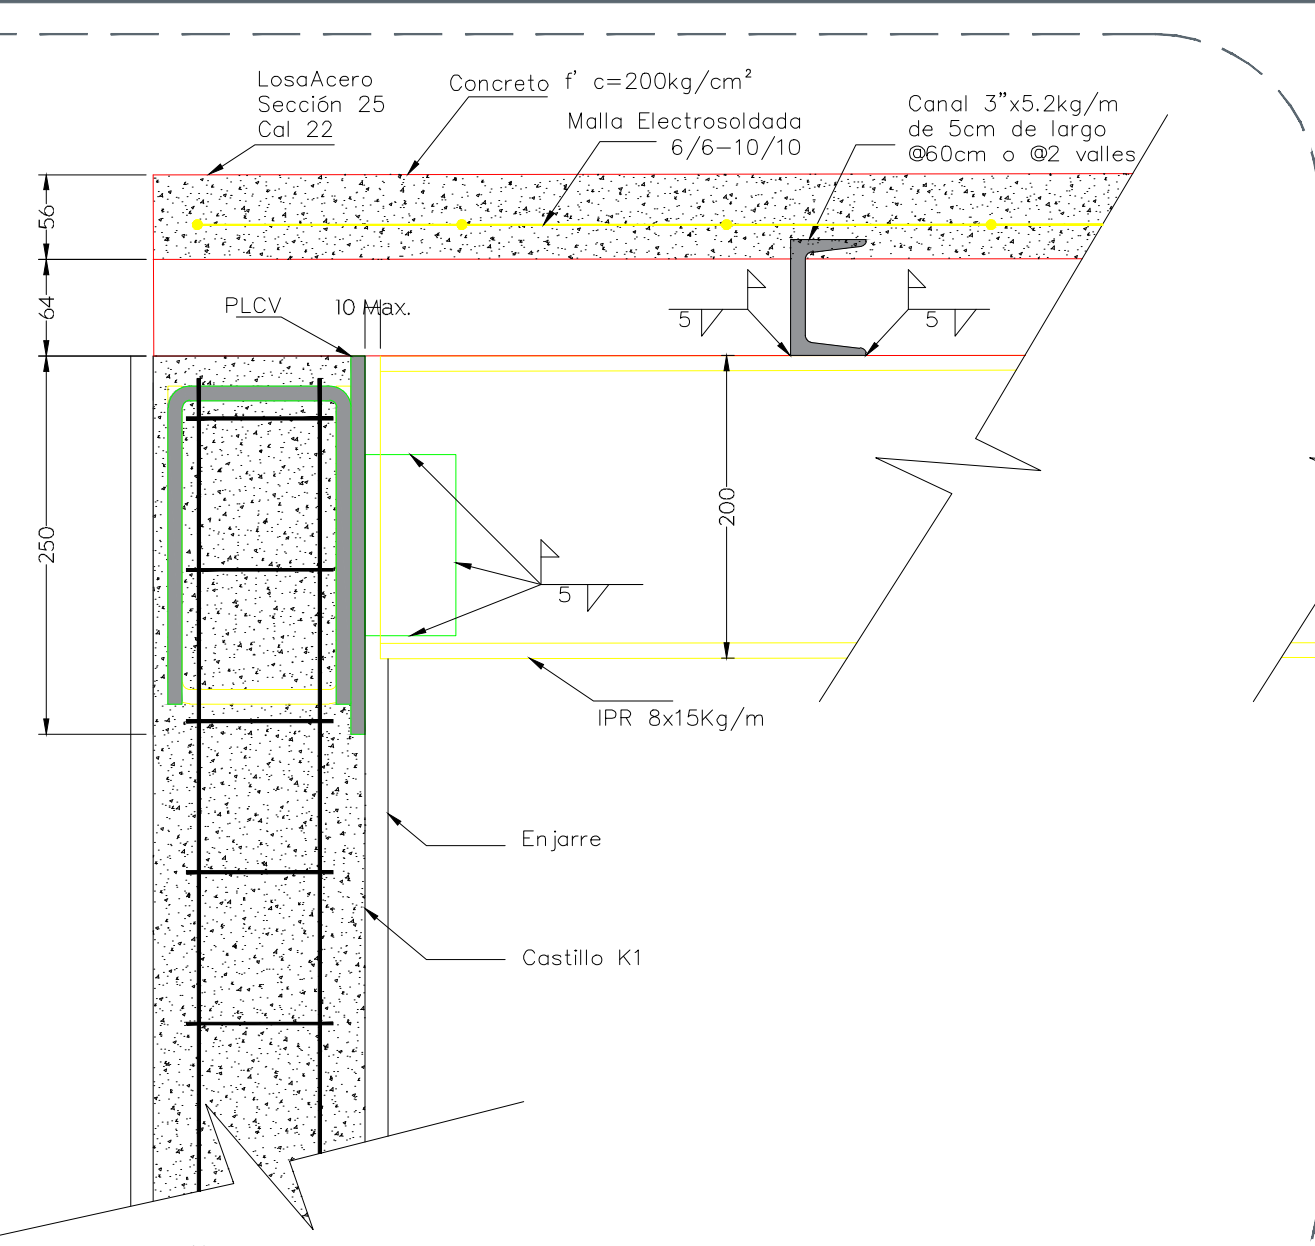 LosaAcero
Sección 25
Cal 22
Concreto f' c=200kg/cm²
Malla Electrosoldada
6/6-10/10
Canal 3"x5.2kg/m
de 5cm de largo
@60cm o @2 valles
56
64
PLCV
10 Max.
5
5
250
200
5
IPR 8x15Kg/m
Enjarre
Castillo K1